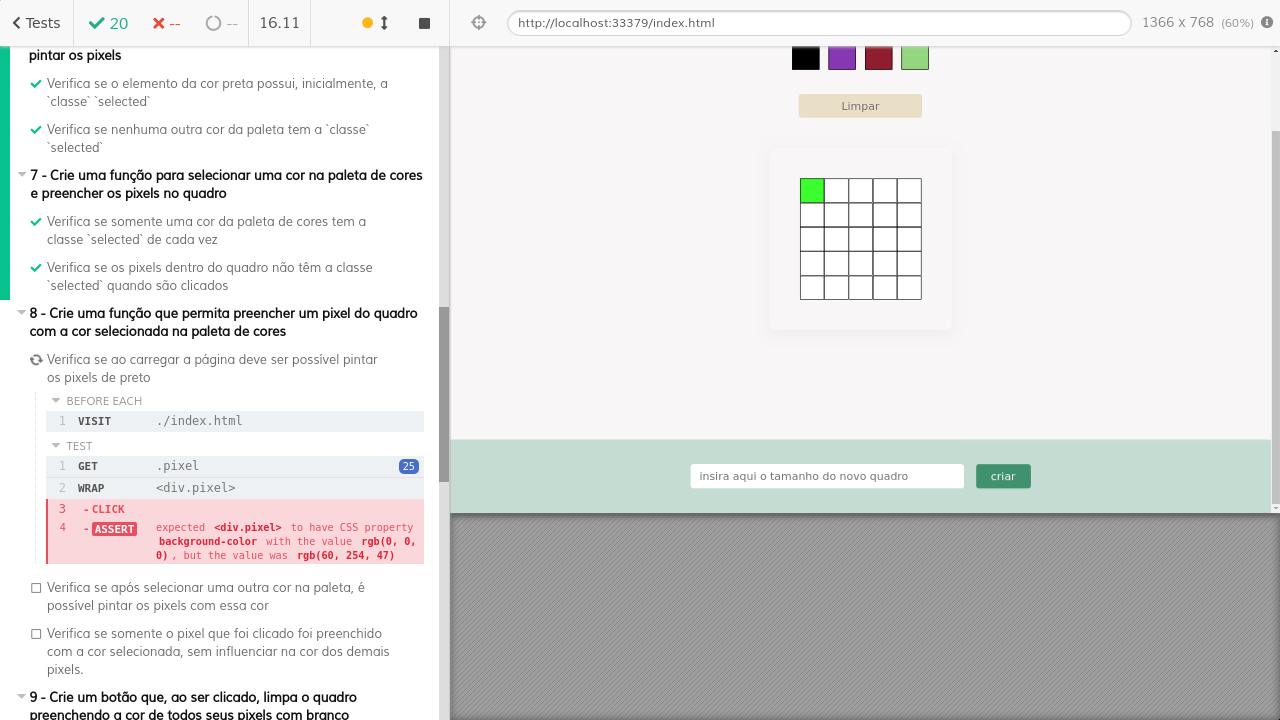 Tests
20
--
--
16.11
http://localhost:33379/index.html
1366 x 768 (60%)
pintar os pixels
Verifica se o elemento da cor preta possui, inicialmente, a
`classe` `selected`
Verifica se nenhuma outra cor da paleta tem a `classe`
`selected`
7 - Crie uma função para selecionar uma cor na paleta de cores
e preencher os pixels no quadro
Verifica se somente uma cor da paleta de cores tem a
classe `selected` de cada vez
Verifica se os pixels dentro do quadro não têm a classe
`selected` quando são clicados
8 - Crie uma função que permita preencher um pixel do quadro
com a cor selecionada na paleta de cores
Verifica se ao carregar a página deve ser possível pintar
os pixels de preto
BEFORE EACH
1 VISIT ./index.html
TEST
1 GET .pixel 25
2 WRAP <div.pixel>
3 -CLICK
4 -ASSERT expected <div.pixel> to have CSS property
background-color with the value rgb(0, 0,
0), but the value was rgb(60, 254, 47)
Verifica se após selecionar uma outra cor na paleta, é
possível pintar os pixels com essa cor
Verifica se somente o pixel que foi clicado foi preenchido
com a cor selecionada, sem influenciar na cor dos demais
pixels.
9 - Crie um botão que, ao ser clicado, limpa o quadro
preenchendo a cor de todos seus pixels com branco
Limpar
insira aqui o tamanho do novo quadro
criar